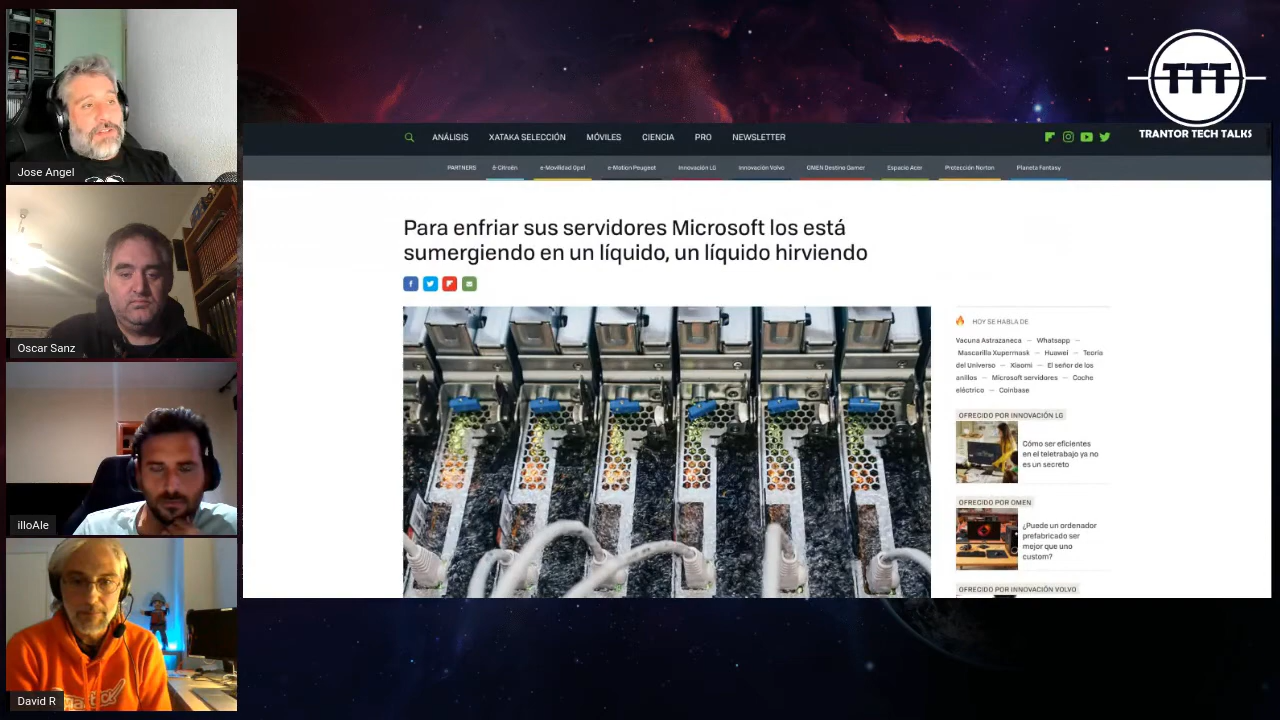 Jose Angel
Oscar Sanz
illoAle
David R
TTT
TRANTOR TECH TALKS
ANÁLISIS XATAKA SELECCIÓN MÓVILES CIENCIA PRO NEWSLETTER
PARTNERS ë-Citroën e-Movilidad Opel e-Motion Peugeot Innovación LG Innovación Volvo OMEN Destino Gamer Espacio Acer Protección Norton Planeta Fantasy
Para enfriar sus servidores Microsoft los está
sumergiendo en un líquido, un líquido hirviendo
HOY SE HABLA DE
Vacuna Astrazaneca — Whatsapp —
Mascarilla Xupermask — Huawei — Teoría
del Universo — Xiaomi — El señor de los
anillos — Microsoft servidores — Coche
eléctrico — Coinbase
OFRECIDO POR INNOVACIÓN LG
Cómo ser eficientes
en el teletrabajo ya no
es un secreto
OFRECIDO POR OMEN
¿Puede un ordenador
prefabricado ser
mejor que uno
custom?
OFRECIDO POR INNOVACIÓN VOLVO